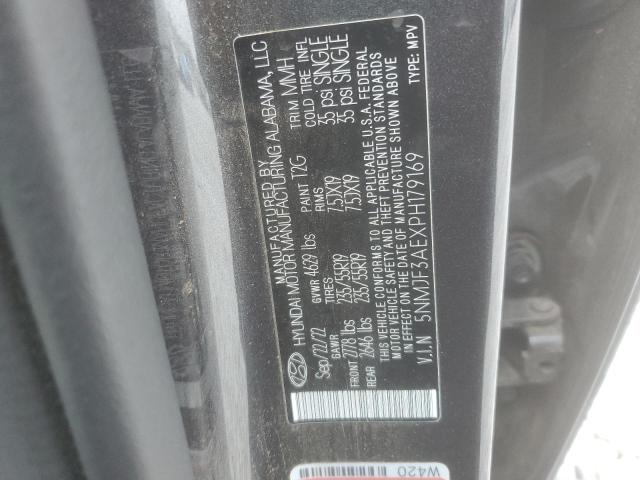 MANUFACTURED BY
HYUNDAI MOTOR MANUFACTURING ALABAMA, LLC
Sep/22/22 GVWR 4629 lbs PAINT T2G TRIM MMH
GAWR TIRES RIMS COLD TIRE INFL
FRONT 2778 lbs 235/55R19 7.5JX19 35 psi SINGLE
REAR 2646 lbs 235/55R19 7.5JX19 35 psi SINGLE
THIS VEHICLE CONFORMS TO ALL APPLICABLE U.S.A. FEDERAL
MOTOR VEHICLE SAFETY AND THEFT PREVENTION STANDARDS
IN EFFECT ON THE DATE OF MANUFACTURE SHOWN ABOVE
V.I.N 5NMJF3AEXPH179169 TYPE: MPV
W420